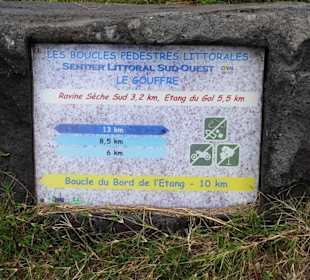 LES BOUCLES PEDESTRES LITTORALES
SENTIER LITTORAL SUD OUEST
LE GOUFFRE
Ravine Sèche Sud 3,2 km, Etang du Gol 5,5 km
13 km
8,5 km
6 km
Boucle du Bord de l'Etang - 10 km